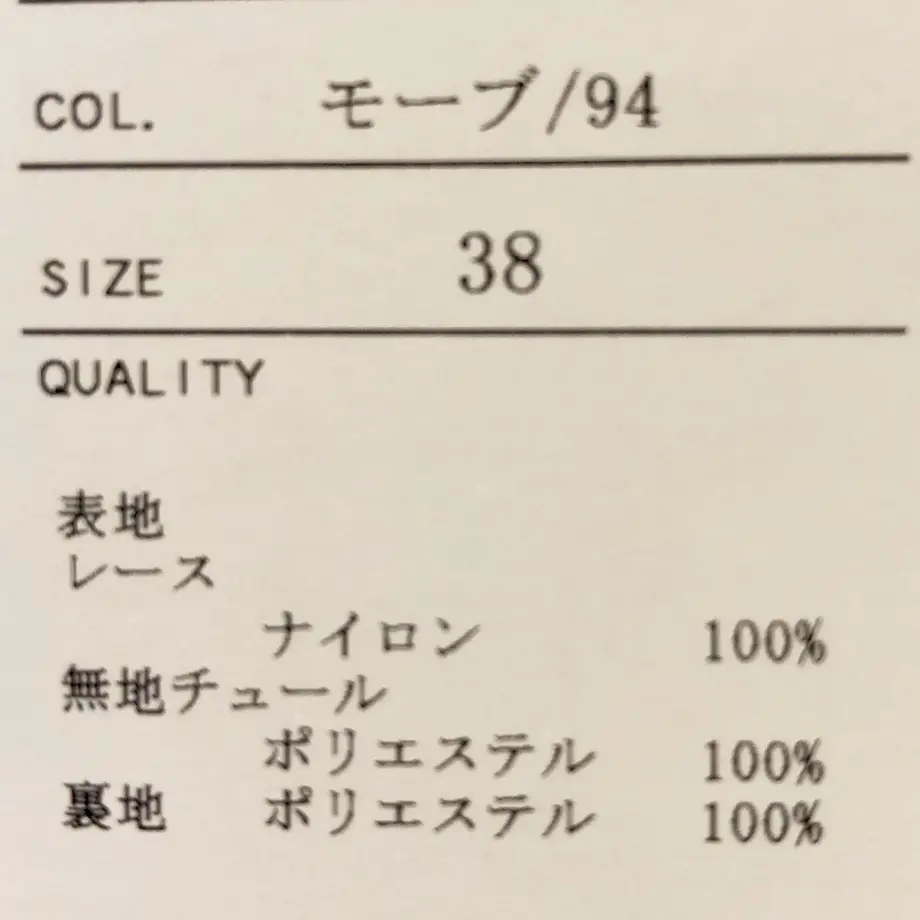 COL. モーブ/94
SIZE 38
QUALITY
表地
レース
ナイロン 100%
無地チュール
ポリエステル 100%
裏地 ポリエステル 100%